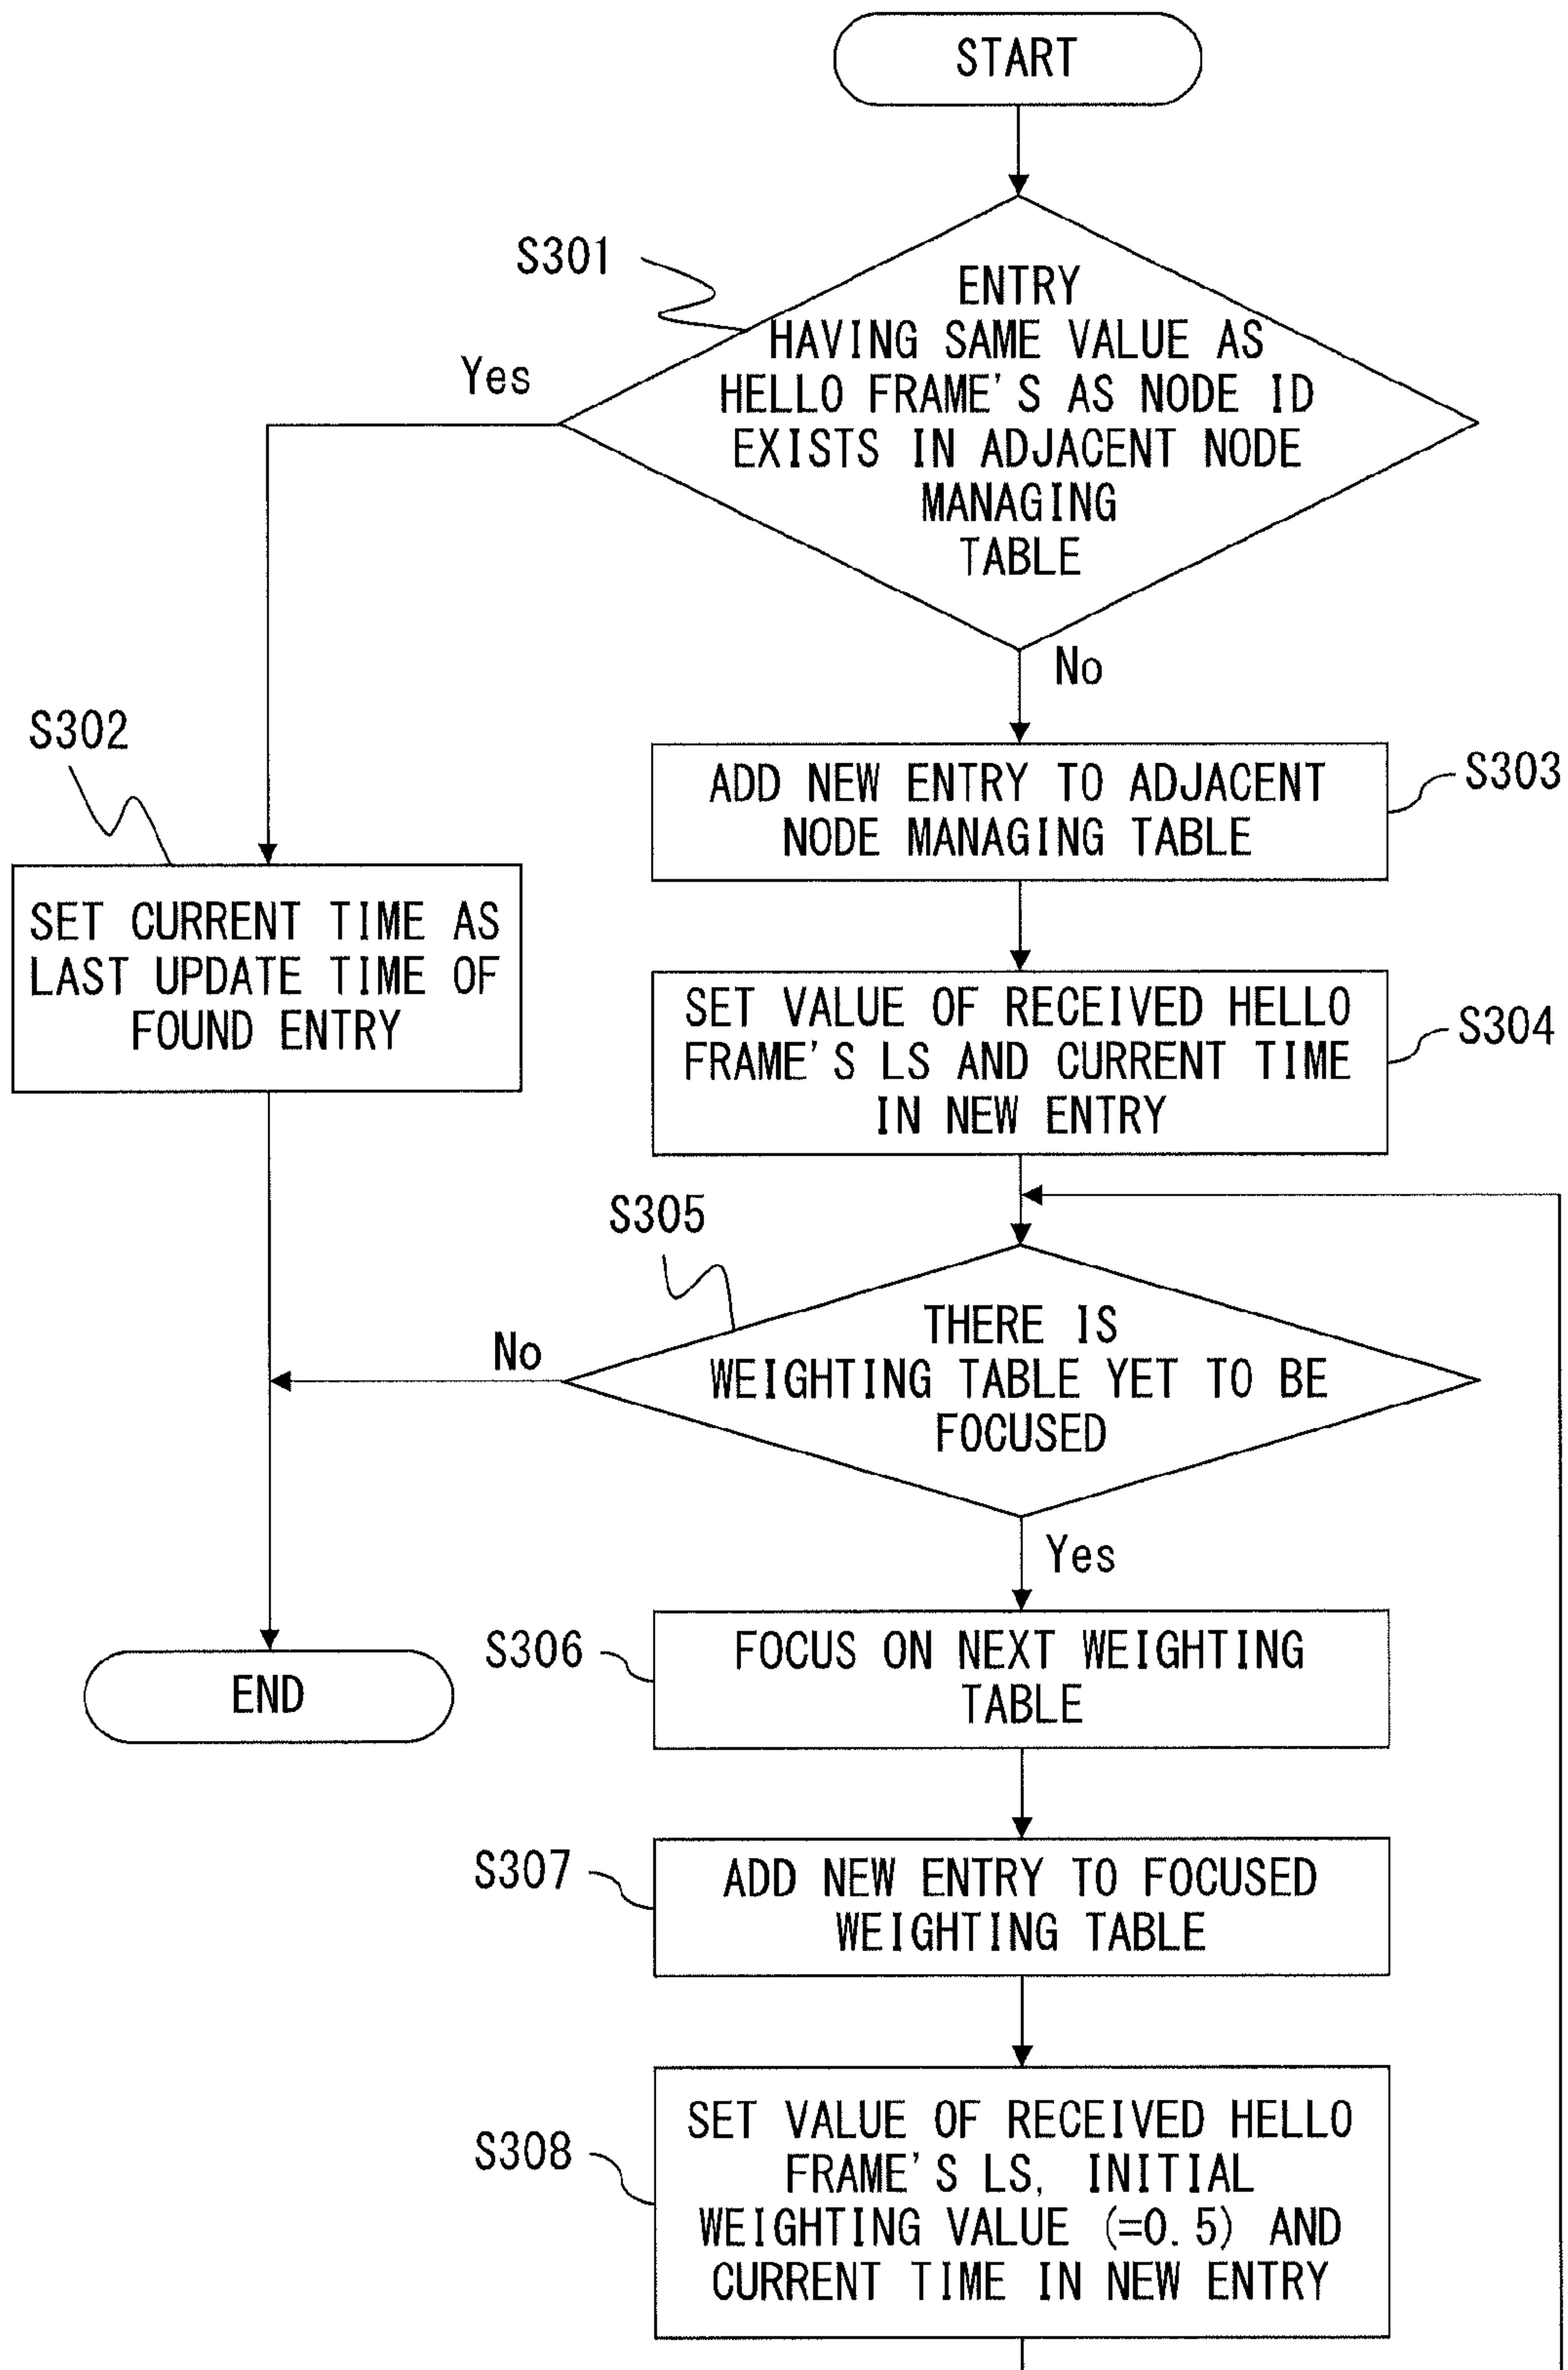 START
S301
ENTRY
HAVING SAME VALUE AS
HELLO FRAME'S AS NODE ID
EXISTS IN ADJACENT NODE
MANAGING
TABLE
Yes
No
S302
SET CURRENT TIME AS
LAST UPDATE TIME OF
FOUND ENTRY
ADD NEW ENTRY TO ADJACENT
NODE MANAGING TABLE
S303
SET VALUE OF RECEIVED HELLO
FRAME'S LS AND CURRENT TIME
IN NEW ENTRY
S304
S305
THERE IS
WEIGHTING TABLE YET TO BE
FOCUSED
No
Yes
END
S306
FOCUS ON NEXT WEIGHTING
TABLE
S307
ADD NEW ENTRY TO FOCUSED
WEIGHTING TABLE
S308
SET VALUE OF RECEIVED HELLO
FRAME'S LS, INITIAL
WEIGHTING VALUE (=0.5) AND
CURRENT TIME IN NEW ENTRY